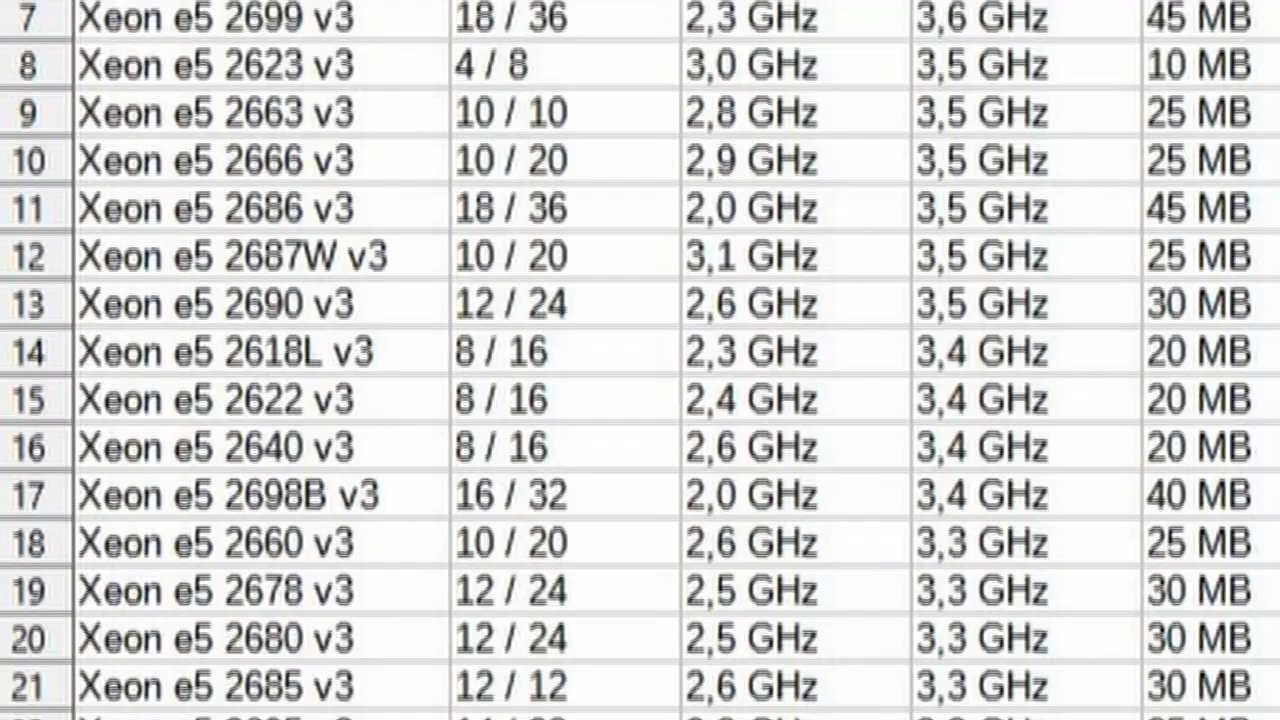 7 Xeon e5 2699 v3 18 / 36 2,3 GHz 3,6 GHz 45 MB
8 Xeon e5 2623 v3 4 / 8 3,0 GHz 3,5 GHz 10 MB
9 Xeon e5 2663 v3 10 / 10 2,8 GHz 3,5 GHz 25 MB
10 Xeon e5 2666 v3 10 / 20 2,9 GHz 3,5 GHz 25 MB
11 Xeon e5 2686 v3 18 / 36 2,0 GHz 3,5 GHz 45 MB
12 Xeon e5 2687W v3 10 / 20 3,1 GHz 3,5 GHz 25 MB
13 Xeon e5 2690 v3 12 / 24 2,6 GHz 3,5 GHz 30 MB
14 Xeon e5 2618L v3 8 / 16 2,3 GHz 3,4 GHz 20 MB
15 Xeon e5 2622 v3 8 / 16 2,4 GHz 3,4 GHz 20 MB
16 Xeon e5 2640 v3 8 / 16 2,6 GHz 3,4 GHz 20 MB
17 Xeon e5 2698B v3 16 / 32 2,0 GHz 3,4 GHz 40 MB
18 Xeon e5 2660 v3 10 / 20 2,6 GHz 3,3 GHz 25 MB
19 Xeon e5 2678 v3 12 / 24 2,5 GHz 3,3 GHz 30 MB
20 Xeon e5 2680 v3 12 / 24 2,5 GHz 3,3 GHz 30 MB
21 Xeon e5 2685 v3 12 / 12 2,6 GHz 3,3 GHz 30 MB